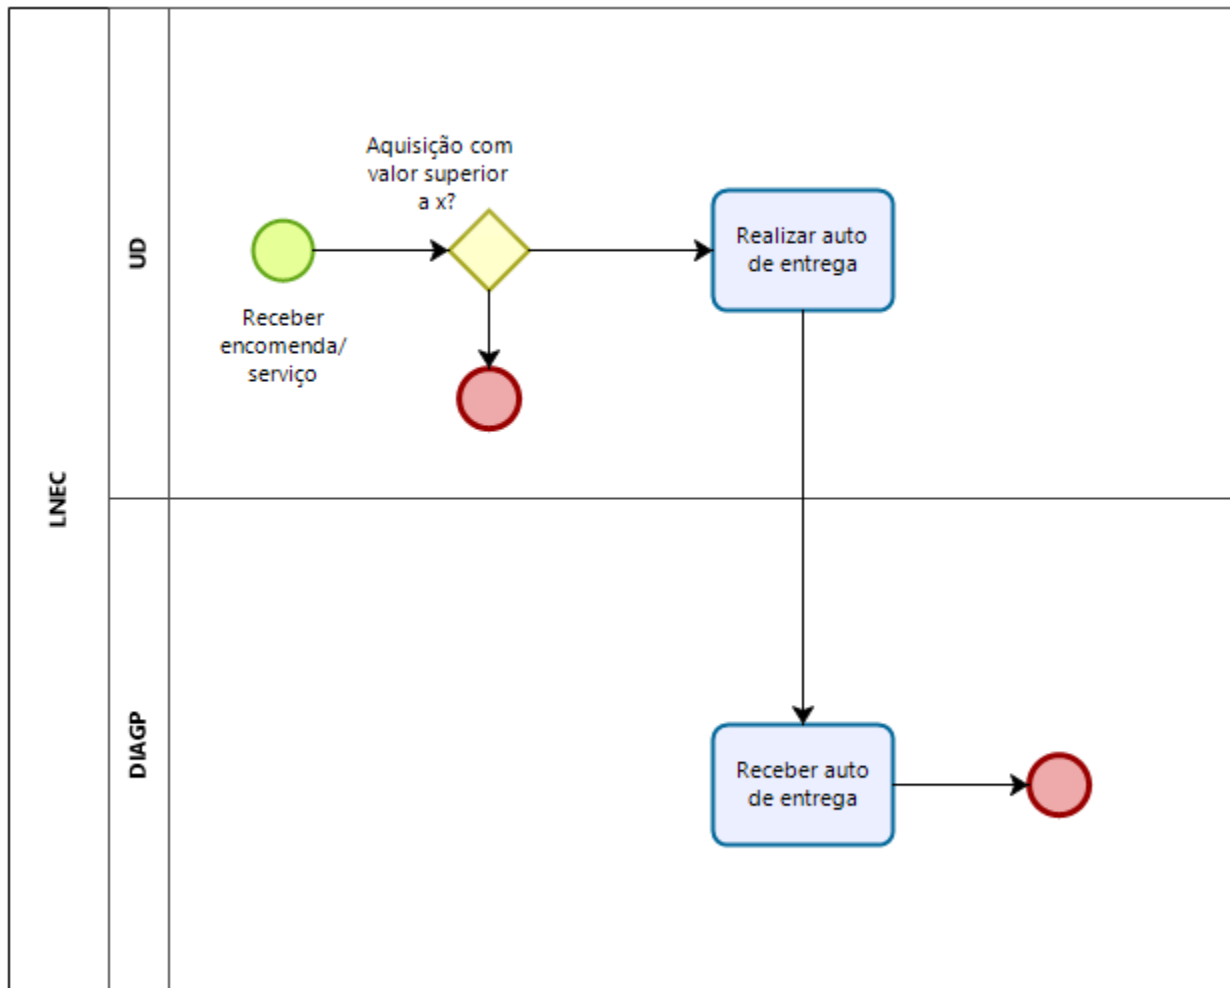 LNEC
UD
Aquisição com
valor superior
a x?
Receber
encomenda/
serviço
Realizar auto
de entrega
DIAGP
Receber auto
de entrega